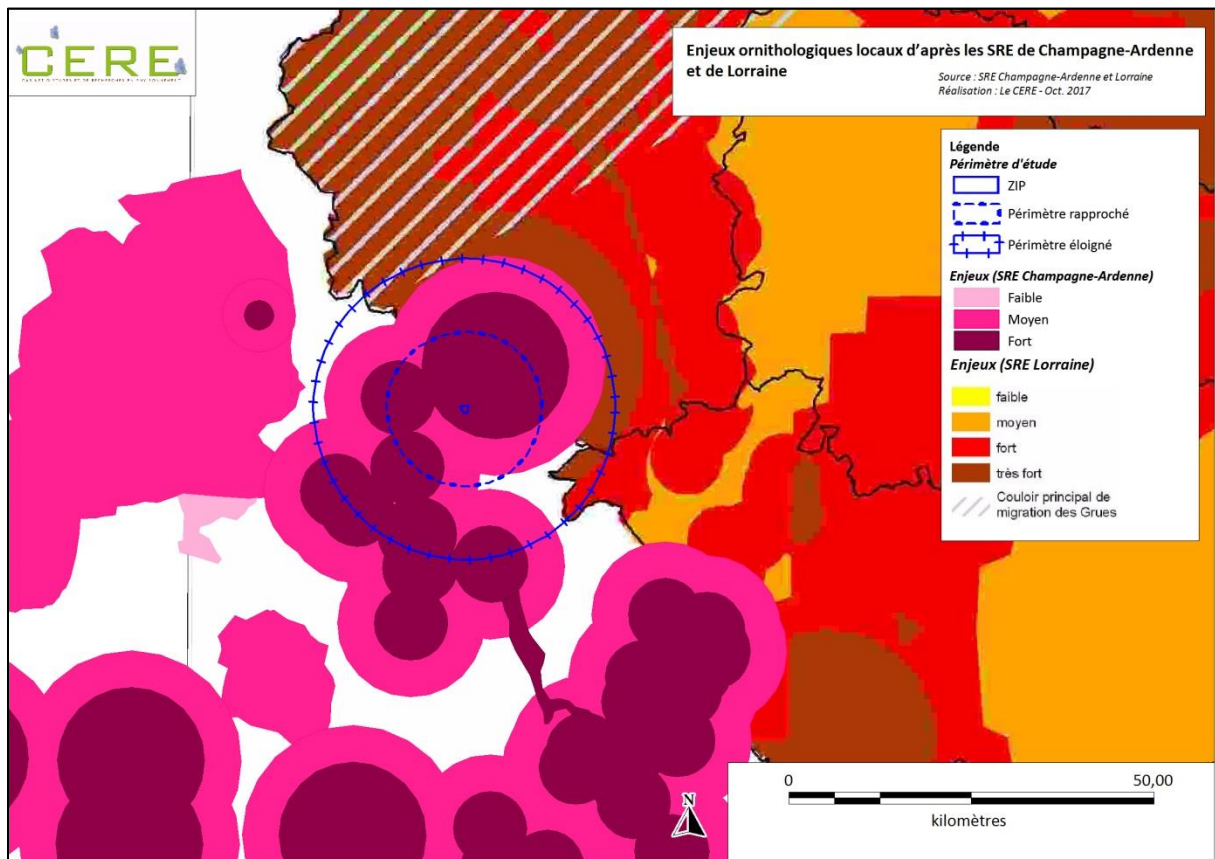 CERE
Enjeux ornithologiques locaux d'après les SRE de Champagne-Ardenne
et de Lorraine
Source : SRE Champagne-Ardenne et Lorraine
Réalisation : Le CERE - Oct. 2017
Légende
Périmètre d'étude
ZIP
Périmètre rapproché
Périmètre éloigné
Enjeux (SRE Champagne-Ardenne)
Faible
Moyen
Fort
Enjeux (SRE Lorraine)
faible
moyen
fort
très fort
Couloir principal de
migration des Grues
0 50,00
kilomètres
N